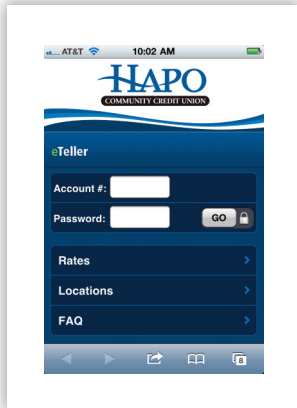 AT&T 10:02 AM
HAPO
COMMUNITY CREDIT UNION
eTeller
Account #:
Password: GO
Rates
Locations
FAQ
8